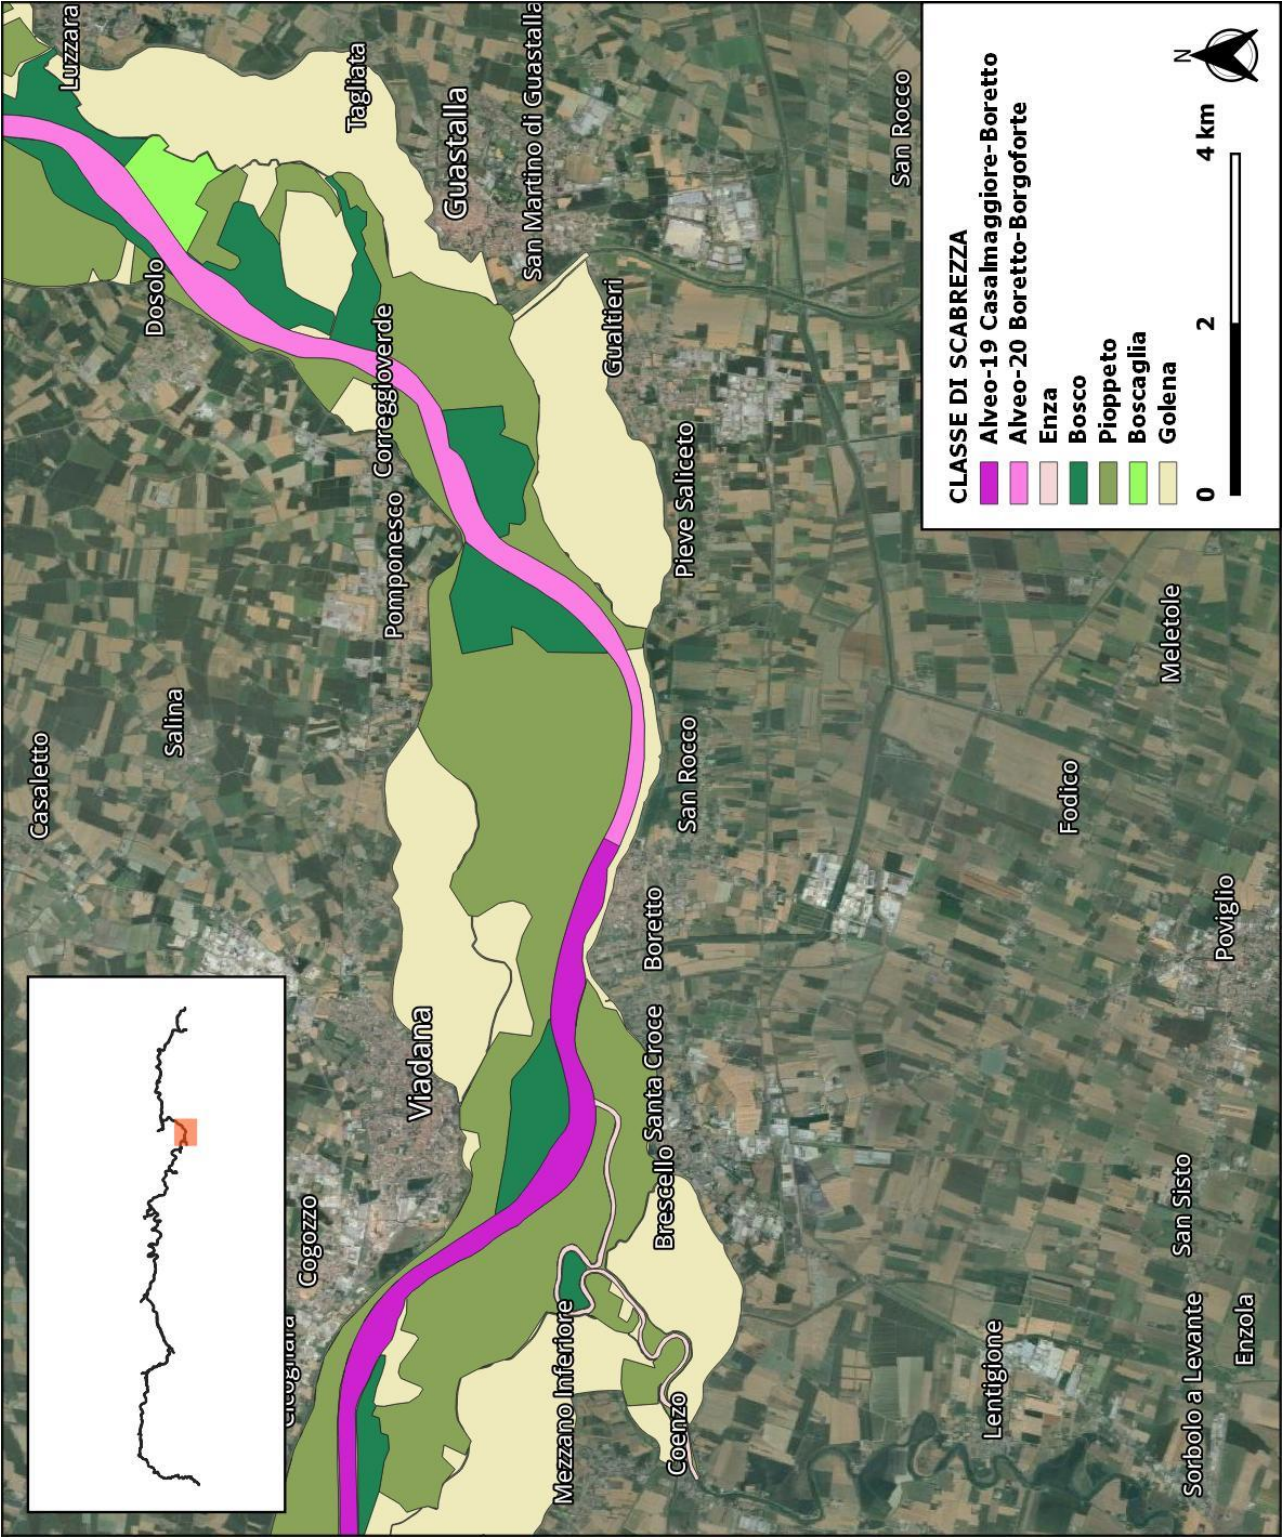 Casaletto
Salina
Dosolo
Luzzara
Tagliata
Cogozzo
Viadana
Pomponesco
Correggioverde
Guastalla
San Martino di Guastalla
Gualtieri
Mezzano Inferiore
Coenzo
Brescello
Santa Croce
Boretto
San Rocco
Pieve Saliceto
San Rocco
Lentigione
Fodico
Meletole
Sorbolo a Levante
San Sisto
Enzola
Poviglio
CLASSE DI SCABREZZA
Alveo-19 Casalmaggiore-Boretto
Alveo-20 Boretto-Borgoforte
Enza
Bosco
Pioppeto
Boscaglia
Golena
0 2 4 km
N